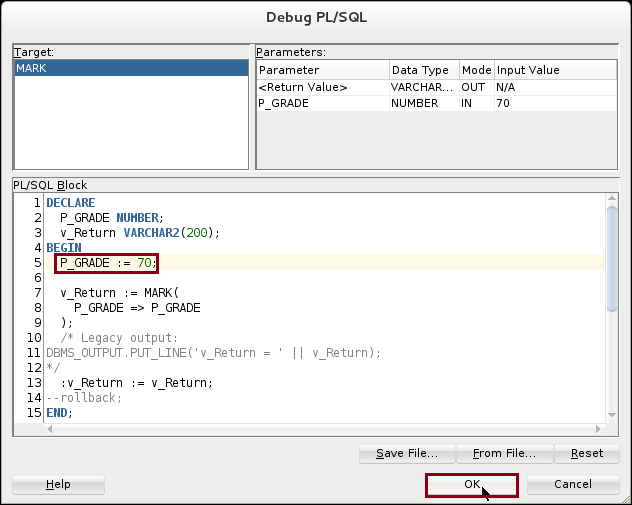 Debug PL/SQL
Target:
MARK
Parameters:
Parameter Data Type Mode Input Value
<Return Value> VARCHAR... OUT N/A
P_GRADE NUMBER IN 70
PL/SQL Block
1 DECLARE
2 P_GRADE NUMBER;
3 v_Return VARCHAR2(200);
4 BEGIN
5 P_GRADE := 70;
6
7 v_Return := MARK(
8 P_GRADE => P_GRADE
9 );
10 /* Legacy output:
11 DBMS_OUTPUT.PUT_LINE('v_Return = ' || v_Return);
12 */
13 :v_Return := v_Return;
14 --rollback;
15 END;
Save File... From File... Reset
Help OK Cancel